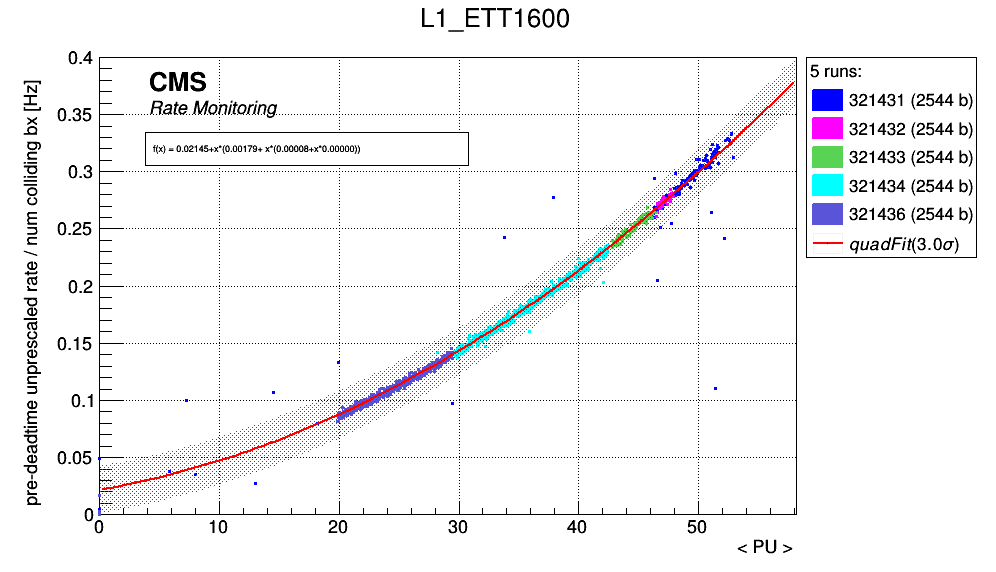 L1_ETT1600
pre-deadtime unprescaled rate / num colliding bx [Hz]
0.4
0.35
0.3
0.25
0.2
0.15
0.1
0.05
0
CMS
Rate Monitoring
f(x) = 0.02145+x*(0.00179+ x*(0.00008+x*0.00000))
0 10 20 30 40 50
< PU >
5 runs:
321431 (2544 b)
321432 (2544 b)
321433 (2544 b)
321434 (2544 b)
321436 (2544 b)
quadFit(3.0σ)